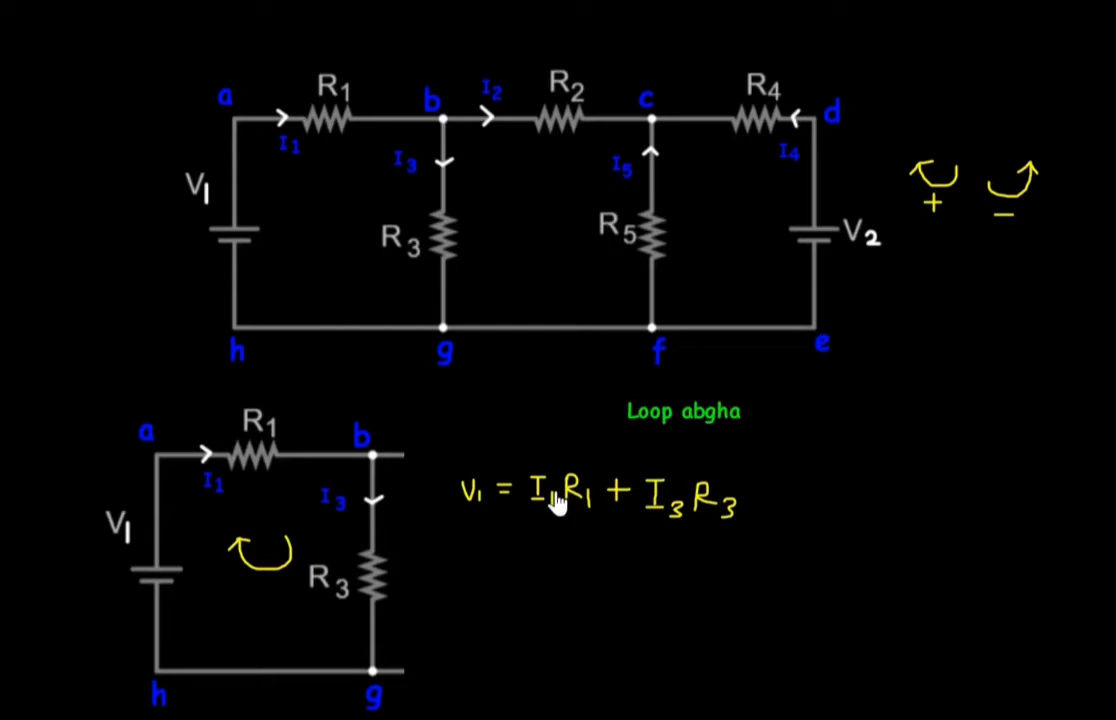 a R1 b I2 R2 c R4 d
I1 I3 I5 I4
V1 R3 R5 V2 + −
h g f e
Loop abgha
a R1 b
I1 I3
V1 = I1R1 + I3R3
V1
R3
h g